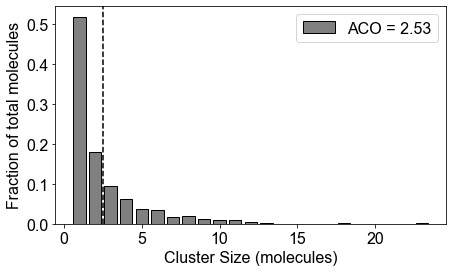 ACO = 2.53
Fraction of total molecules
0.5
0.4
0.3
0.2
0.1
0.0
0 5 10 15 20
Cluster Size (molecules)